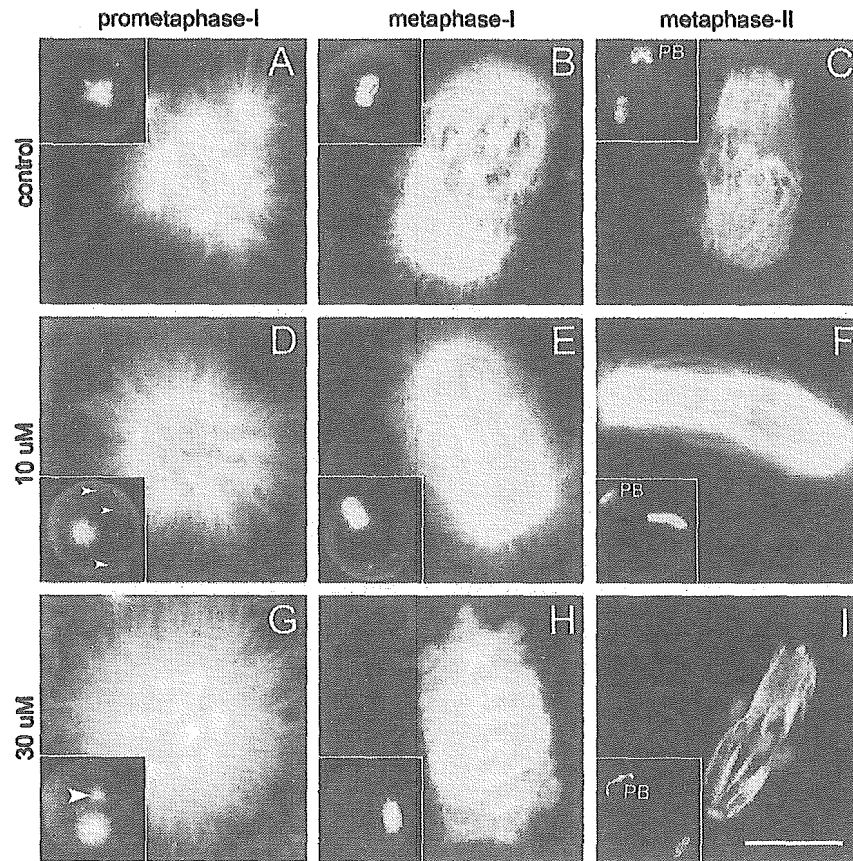 prometaphase-I metaphase-I metaphase-II
control
A
B
PB
C
10 uM
D
E
F
PB
30 uM
G
H
I
PB